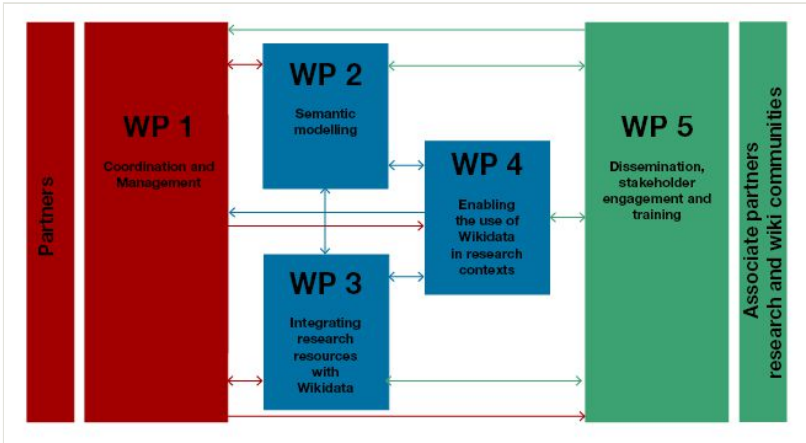 Partners
WP 1
Coordination and
Management
WP 2
Semantic
modelling
WP 3
Integrating
research
resources
with
Wikidata
WP 4
Enabling
the use of
Wikidata
in research
contexts
WP 5
Dissemination,
stakeholder
engagement and
training
Associate partners
research and wiki communities